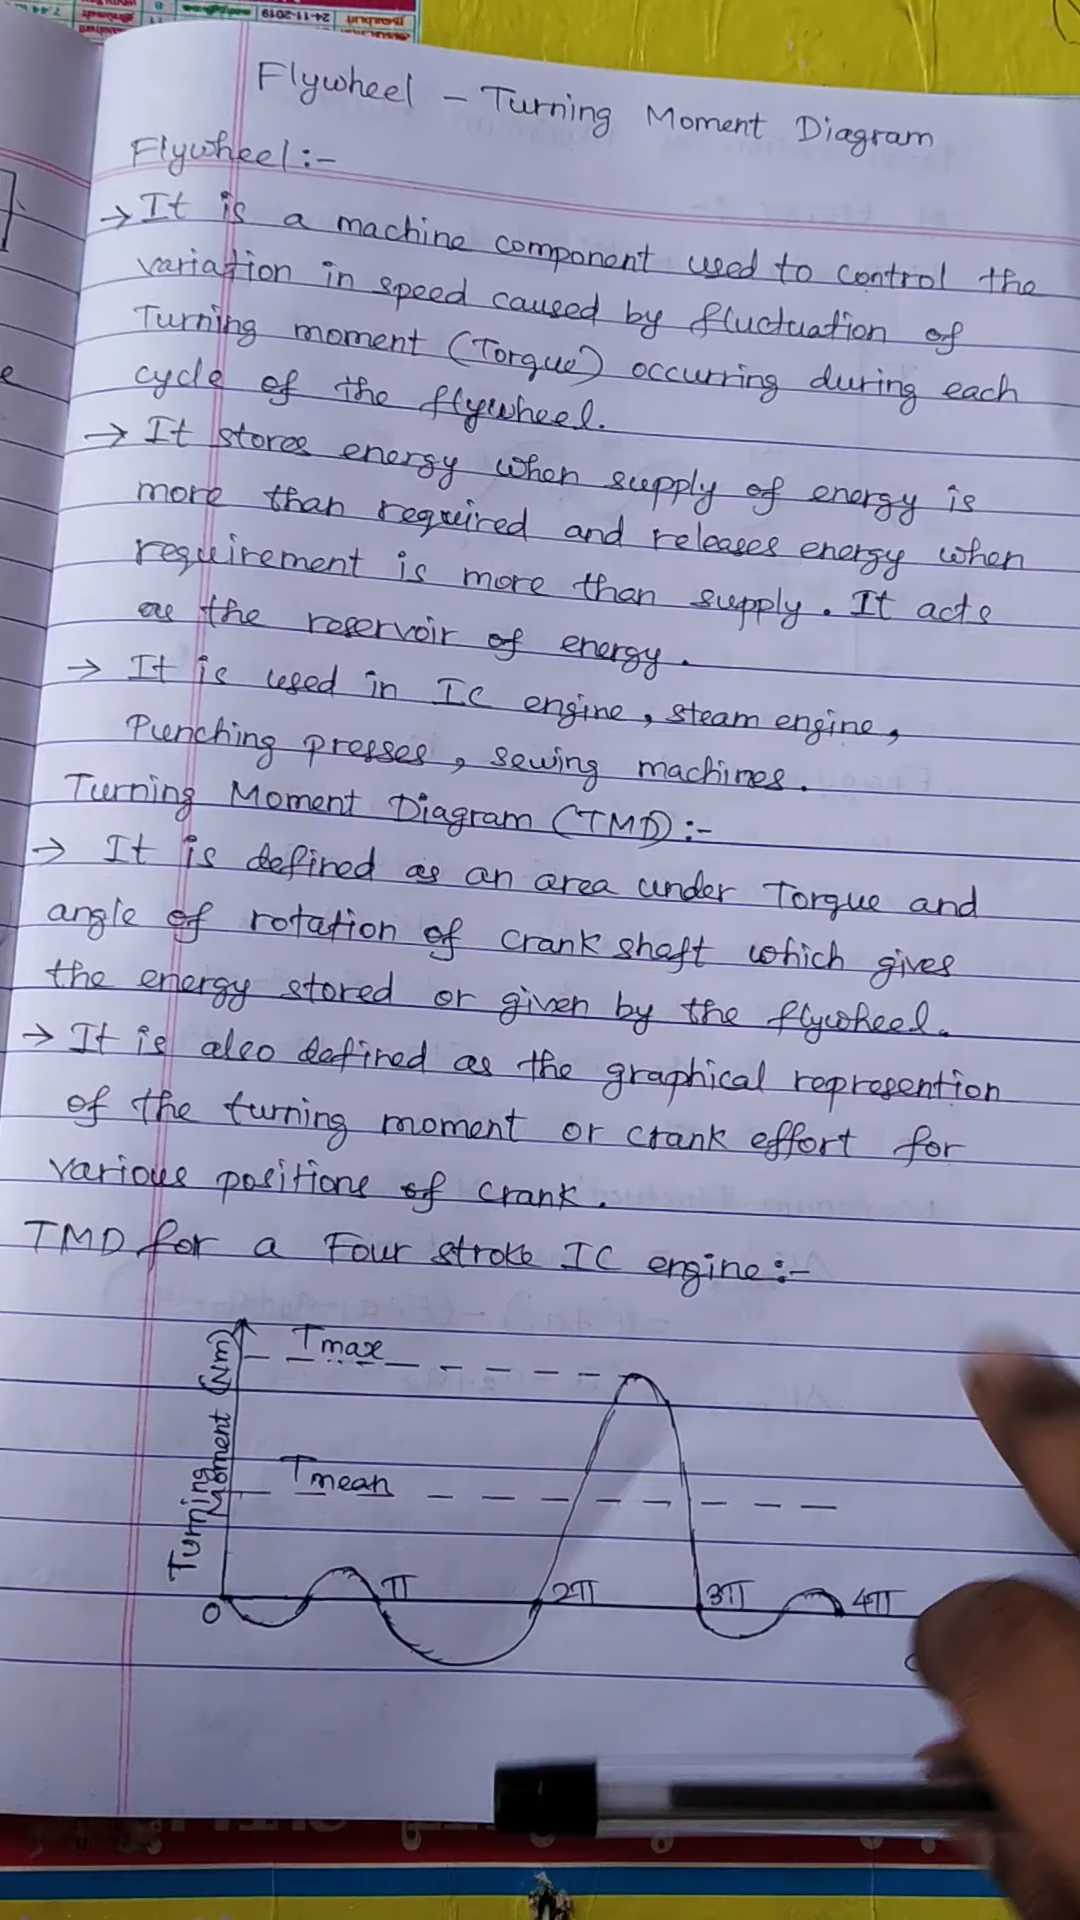 24-11-2019
Flywheel - Turning Moment Diagram
Flywheel:-
→ It is a machine component used to control the
variation in speed caused by fluctuation of
Turning moment (Torque) occurring during each
cycle of the flywheel.
→ It stores energy when supply of energy is
more than required and releases energy when
requirement is more than supply. It acts
as the reservoir of energy.
→ It is used in IC engine, steam engine,
Punching presses, sewing machines.
Turning Moment Diagram (TMD):-
→ It is defined as an area under Torque and
angle of rotation of crank shaft which gives
the energy stored or given by the flywheel.
→ It is also defined as the graphical represention
of the turning moment or crank effort for
various positions of crank.
TMD for a Four stroke IC engine:-
Tmax
Turning
Moment (Nm)
Tmean
0
π
2π
3π
4π